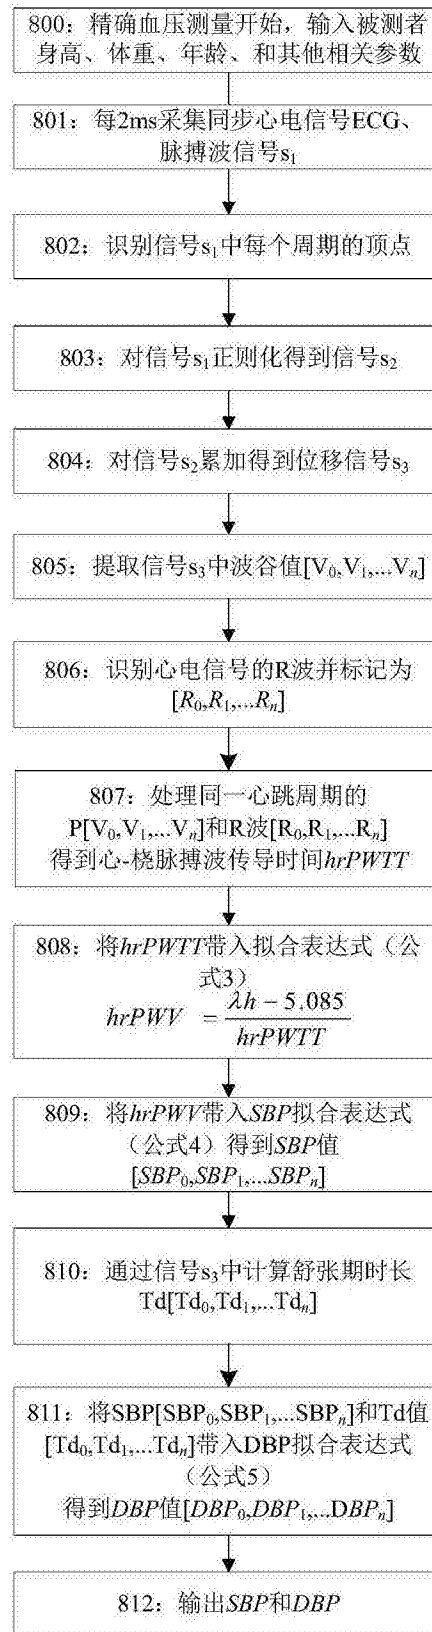 800：精确血压测量开始，输入被测者
身高、体重、年龄、和其他相关参数
801：每2ms采集同步心电信号ECG、
脉搏波信号s₁
802：识别信号s₁中每个周期的顶点
803：对信号s₁正则化得到信号s₂
804：对信号s₂累加得到位移信号s₃
805：提取信号s₃中波谷值[V₀,V₁,...Vₙ]
806：识别心电信号的R波并标记为
[R₀,R₁,...Rₙ]
807：处理同一心跳周期的
P[V₀,V₁,...Vₙ]和R波[R₀,R₁,...Rₙ]
得到心-桡脉搏波传导时间hrPWTT
808：将hrPWTT带入拟合表达式（公
式3）
hrPWV = (λh − 5.085) / hrPWTT
809：将hrPWV带入SBP拟合表达式
（公式4）得到SBP值
[SBP₀,SBP₁,...SBPₙ]
810：通过信号s₃中计算舒张期时长
Td[Td₀,Td₁,...Tdₙ]
811：将SBP[SBP₀,SBP₁,...SBPₙ]和Td值
[Td₀,Td₁,...Tdₙ]带入DBP拟合表达式
（公式5）
得到DBP值[DBP₀,DBP₁,...DBPₙ]
812：输出SBP和DBP